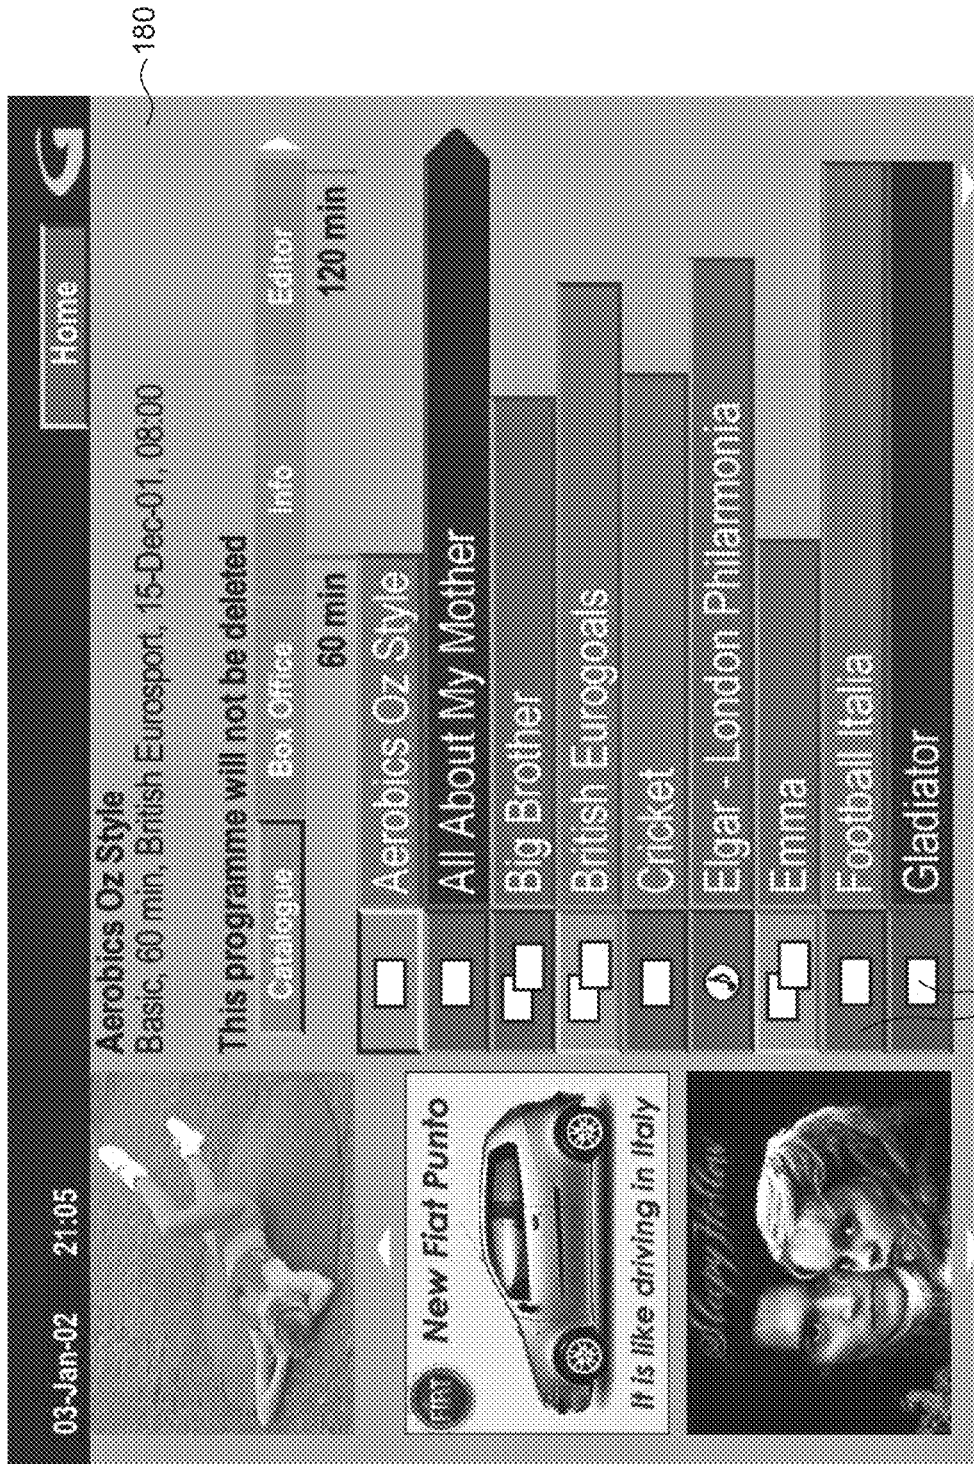 180
03-Jan-02 21:05
Home
Aerobics Oz Style
Basic, 60 min, British Eurosport, 15-Dec-01, 08:00
This programme will not be deleted
Catalogue Box Office Info Editor
60 min 120 min
Aerobics Oz Style
All About My Mother
Big Brother
British Eurogoals
Cricket
Elgar - London Philarmonia
Emma
Football Italia
Gladiator
FIAT New Fiat Punto
It is like driving in Italy